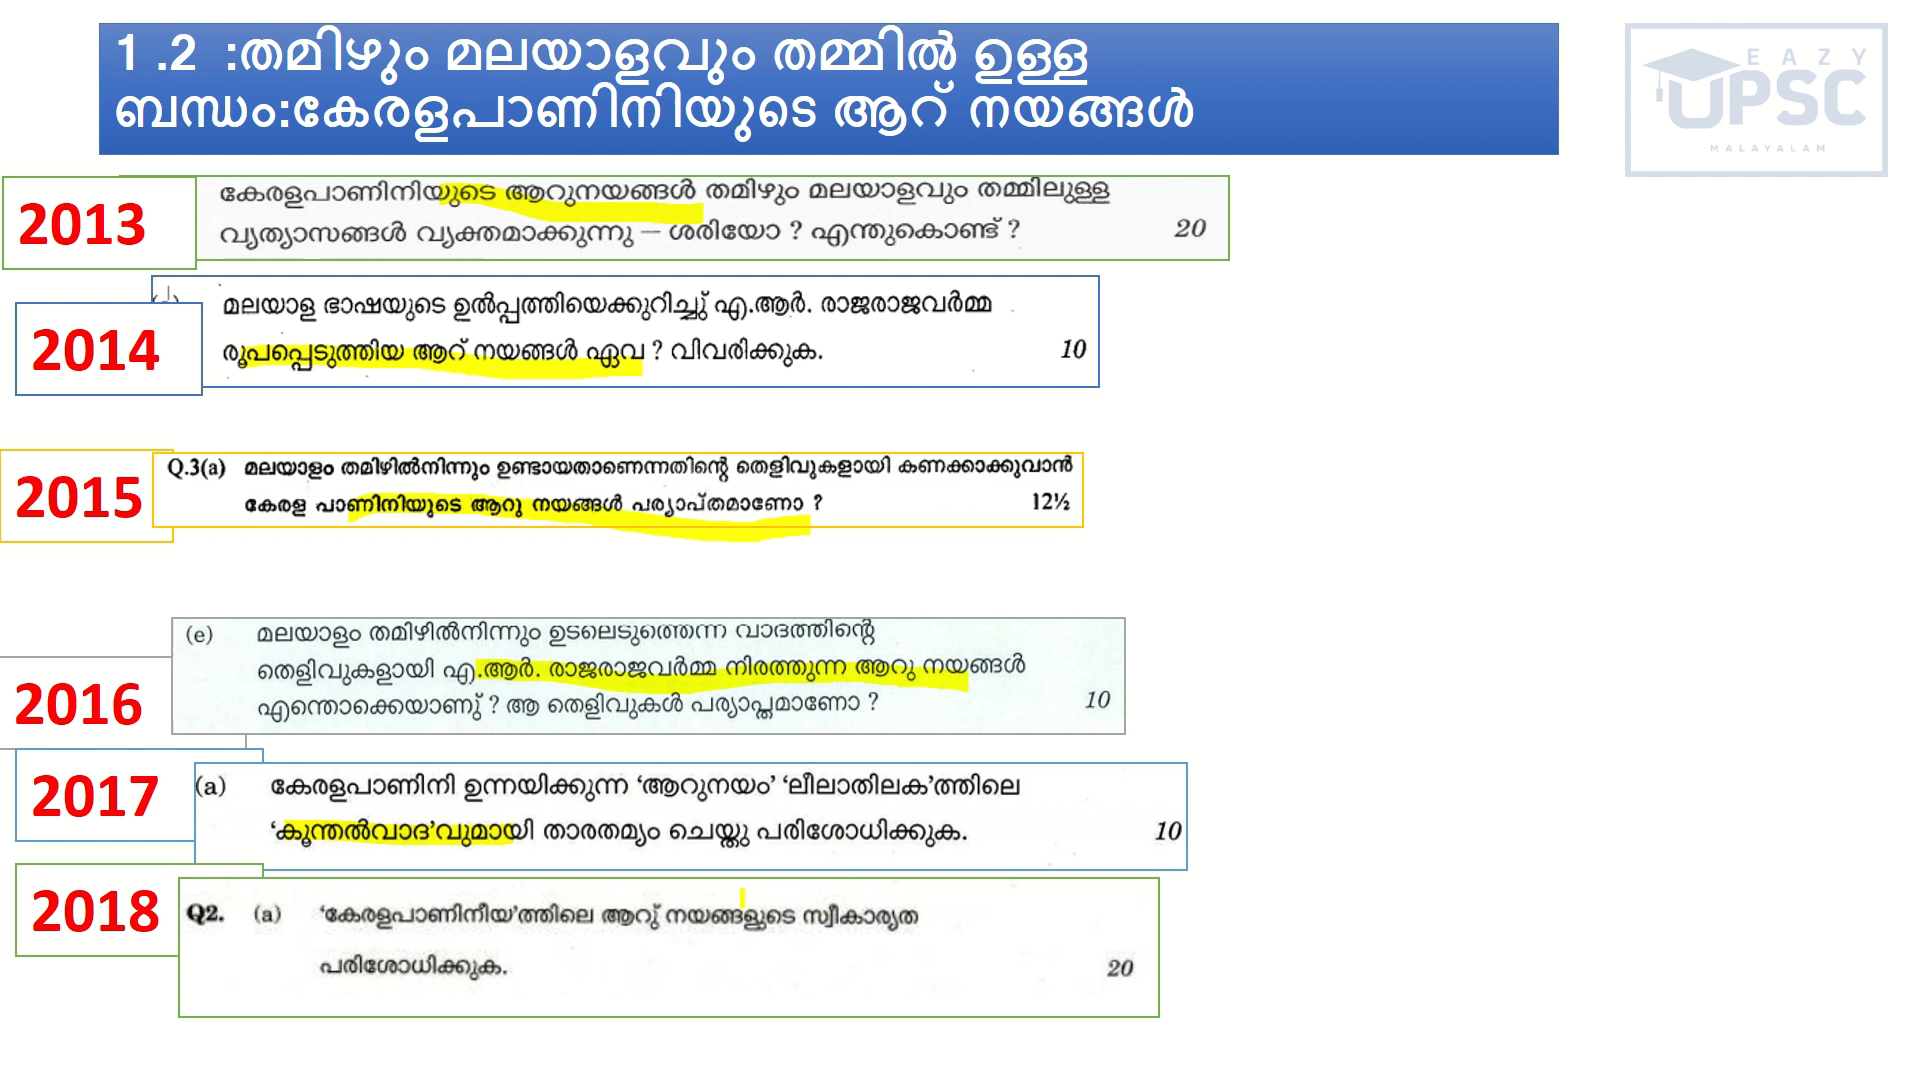 1 .2 :തമിഴും മലയാളവും തമ്മിൽ ഉള്ള
ബന്ധം:കേരളപാണിനിയുടെ ആറ് നയങ്ങൾ
EAZY
UPSC
MALAYALAM
2013
കേരളപാണിനിയുടെ ആറുനയങ്ങൾ തമിഴും മലയാളവും തമ്മിലുള്ള
വ്യത്യാസങ്ങൾ വ്യക്തമാക്കുന്നു — ശരിയോ ? എന്തുകൊണ്ട് ? 20
2014
മലയാള ഭാഷയുടെ ഉൽപ്പത്തിയെക്കുറിച്ചു് എ.ആർ. രാജരാജവർമ്മ
രൂപപ്പെടുത്തിയ ആറ് നയങ്ങൾ ഏവ ? വിവരിക്കുക. 10
2015
Q.3(a) മലയാളം തമിഴിൽനിന്നും ഉണ്ടായതാണെന്നതിന്റെ തെളിവുകളായി കണക്കാക്കുവാൻ
കേരള പാണിനിയുടെ ആറു നയങ്ങൾ പര്യാപ്തമാണോ ? 12½
2016
(e) മലയാളം തമിഴിൽനിന്നും ഉടലെടുത്തെന്ന വാദത്തിന്റെ
തെളിവുകളായി എ.ആർ. രാജരാജവർമ്മ നിരത്തുന്ന ആറു നയങ്ങൾ
എന്തൊക്കെയാണു് ? ആ തെളിവുകൾ പര്യാപ്തമാണോ ? 10
2017
(a) കേരളപാണിനി ഉന്നയിക്കുന്ന ‘ആറുനയം’ ‘ലീലാതിലക’ത്തിലെ
‘കൂന്തൽവാദ’വുമായി താരതമ്യം ചെയ്തു പരിശോധിക്കുക. 10
2018
Q2. (a) ‘കേരളപാണിനീയ’ത്തിലെ ആറു് നയങ്ങളുടെ സ്വീകാര്യത
പരിശോധിക്കുക. 20